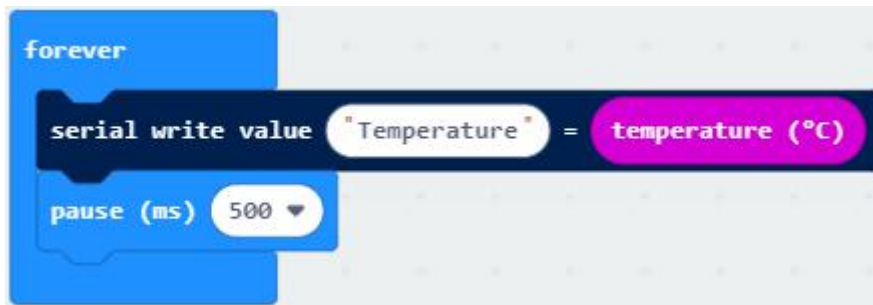 forever
serial write value "Temperature" = temperature (°C)
pause (ms) 500